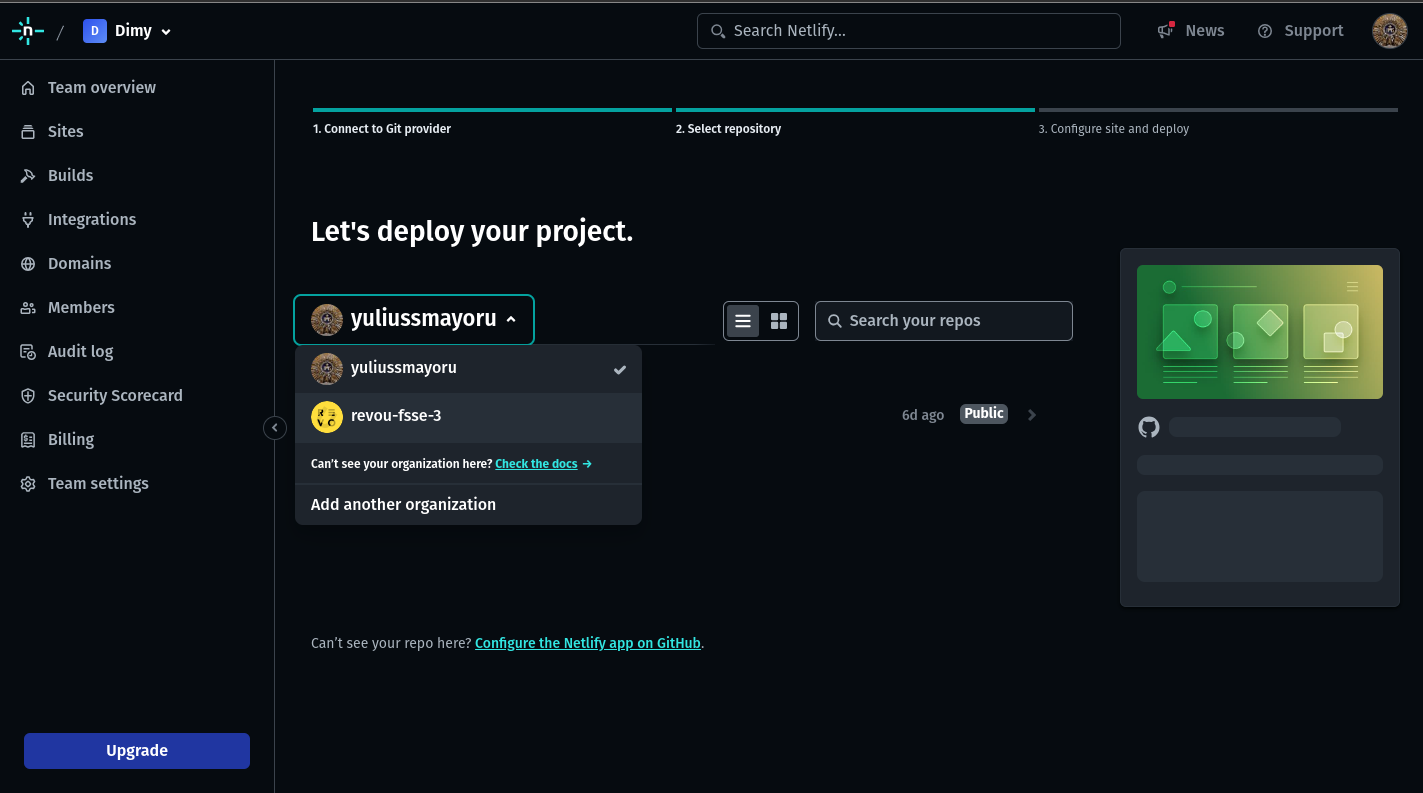 n / D Dimy
Search Netlify...
News
Support
Team overview
Sites
Builds
Integrations
Domains
Members
Audit log
Security Scorecard
Billing
Team settings
Upgrade
1. Connect to Git provider
2. Select repository
3. Configure site and deploy
Let's deploy your project.
yuliussmayoru
Search your repos
yuliussmayoru
REVO
revou-fsse-3
6d ago Public
Can't see your organization here? Check the docs →
Add another organization
Can't see your repo here? Configure the Netlify app on GitHub.